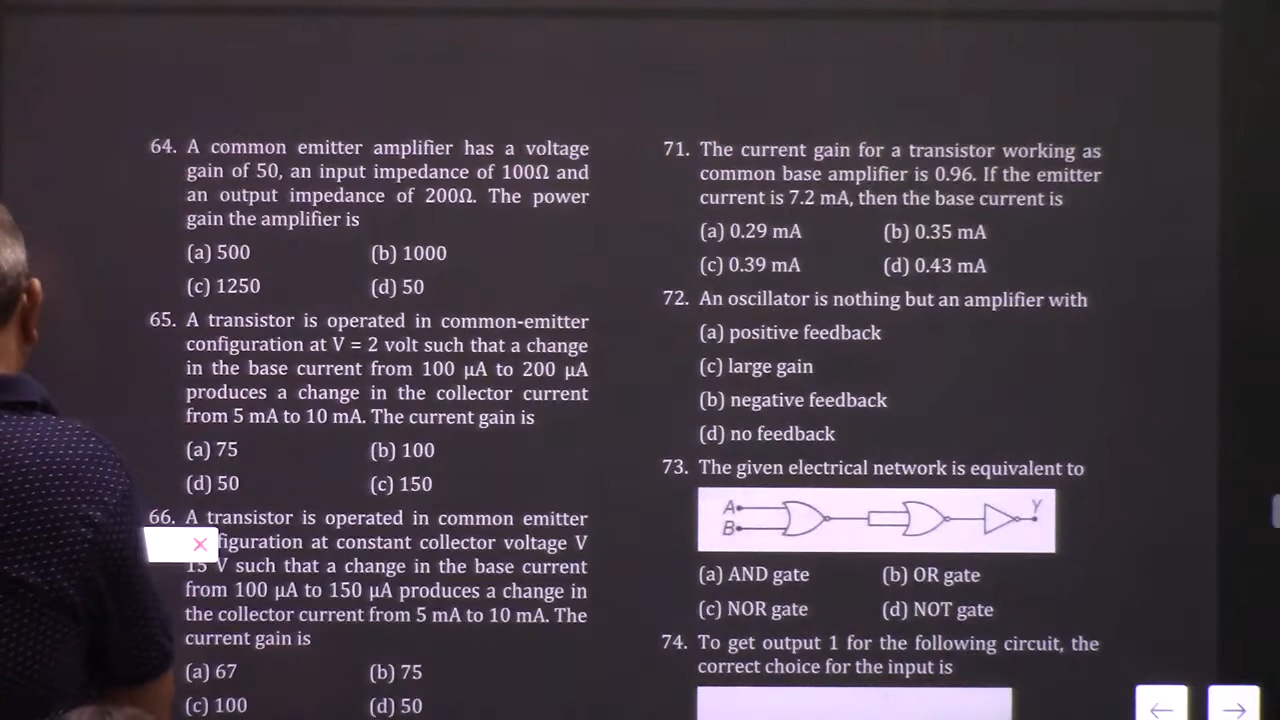 64. A common emitter amplifier has a voltage
gain of 50, an input impedance of 100Ω and
an output impedance of 200Ω. The power
gain the amplifier is
(a) 500 (b) 1000
(c) 1250 (d) 50
65. A transistor is operated in common-emitter
configuration at V = 2 volt such that a change
in the base current from 100 μA to 200 μA
produces a change in the collector current
from 5 mA to 10 mA. The current gain is
(a) 75 (b) 100
(d) 50 (c) 150
66. A transistor is operated in common emitter
figuration at constant collector voltage V
15 V such that a change in the base current
from 100 μA to 150 μA produces a change in
the collector current from 5 mA to 10 mA. The
current gain is
(a) 67 (b) 75
(c) 100 (d) 50
71. The current gain for a transistor working as
common base amplifier is 0.96. If the emitter
current is 7.2 mA, then the base current is
(a) 0.29 mA (b) 0.35 mA
(c) 0.39 mA (d) 0.43 mA
72. An oscillator is nothing but an amplifier with
(a) positive feedback
(c) large gain
(b) negative feedback
(d) no feedback
73. The given electrical network is equivalent to
A
B
Y
(a) AND gate (b) OR gate
(c) NOR gate (d) NOT gate
74. To get output 1 for the following circuit, the
correct choice for the input is